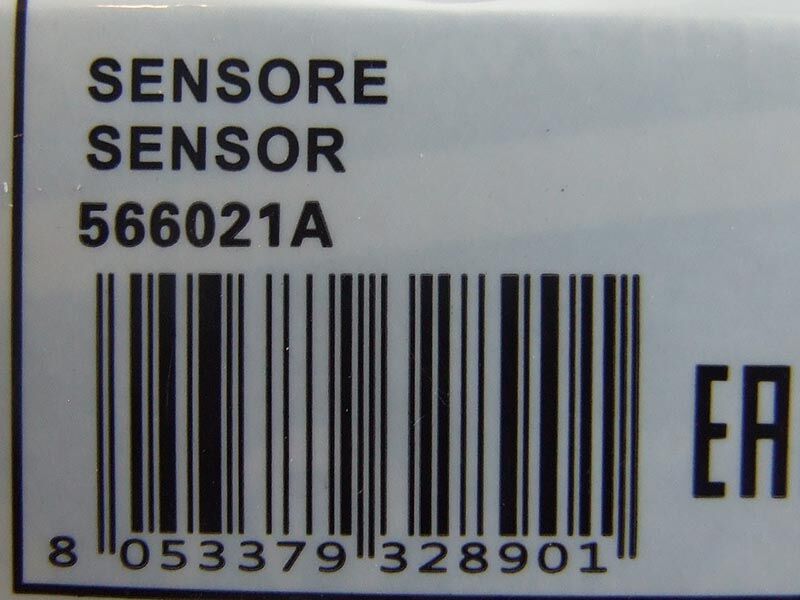 SENSORE
SENSOR
566021A
EA
8 053379 328901